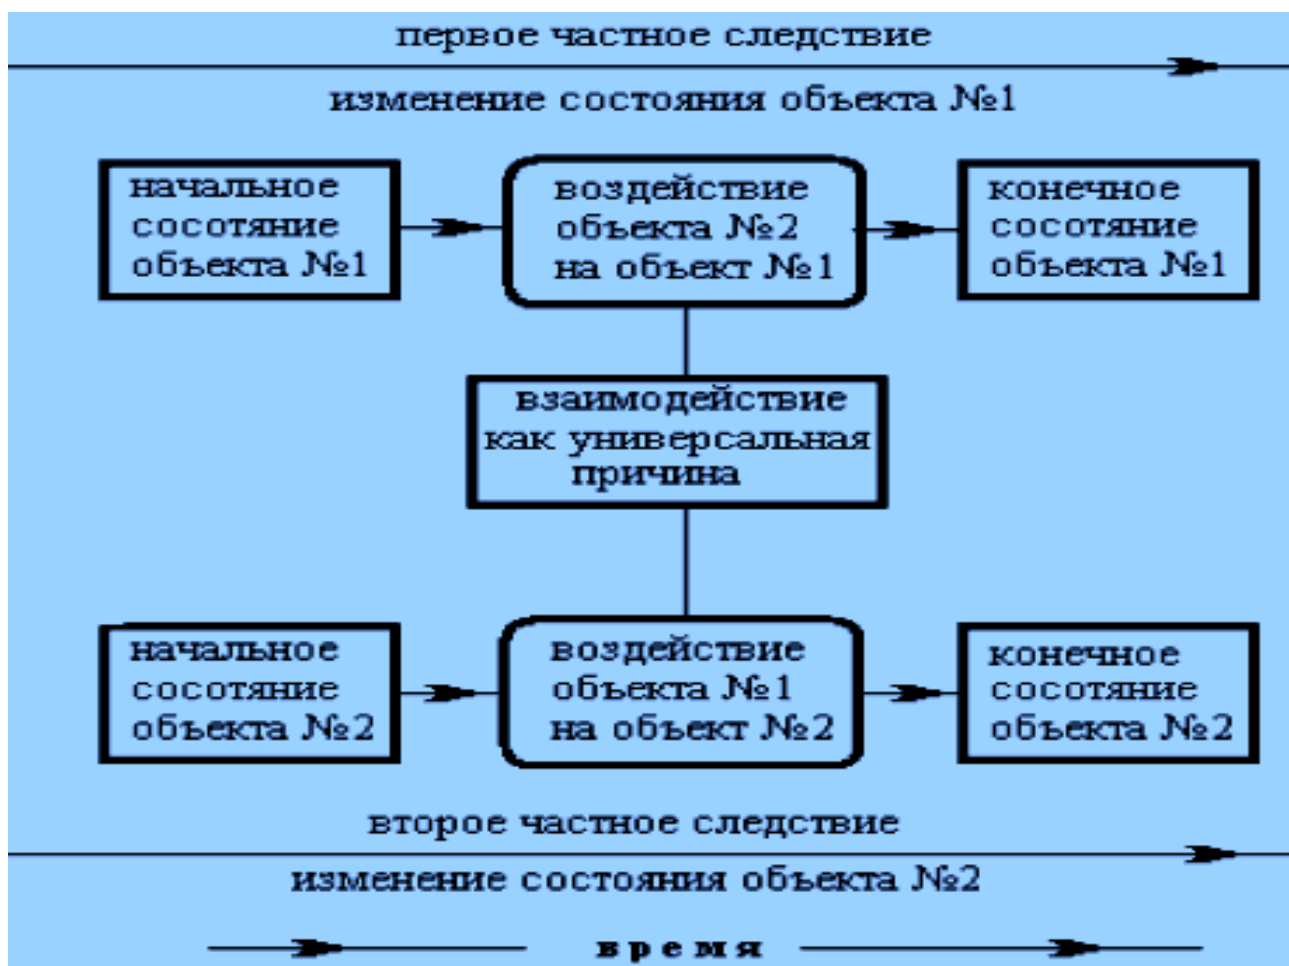 первое частное следствие
изменение состояния объекта №1
начальное
сосотяние
объекта №1
воздействие
объекта №2
на объект №1
конечное
сосотяние
объекта №1
взаимодействие
как универсальная
причина
начальное
сосотяние
объекта №2
воздействие
объекта №1
на объект №2
конечное
сосотяние
объекта №2
второе частное следствие
изменение состояния объекта №2
время